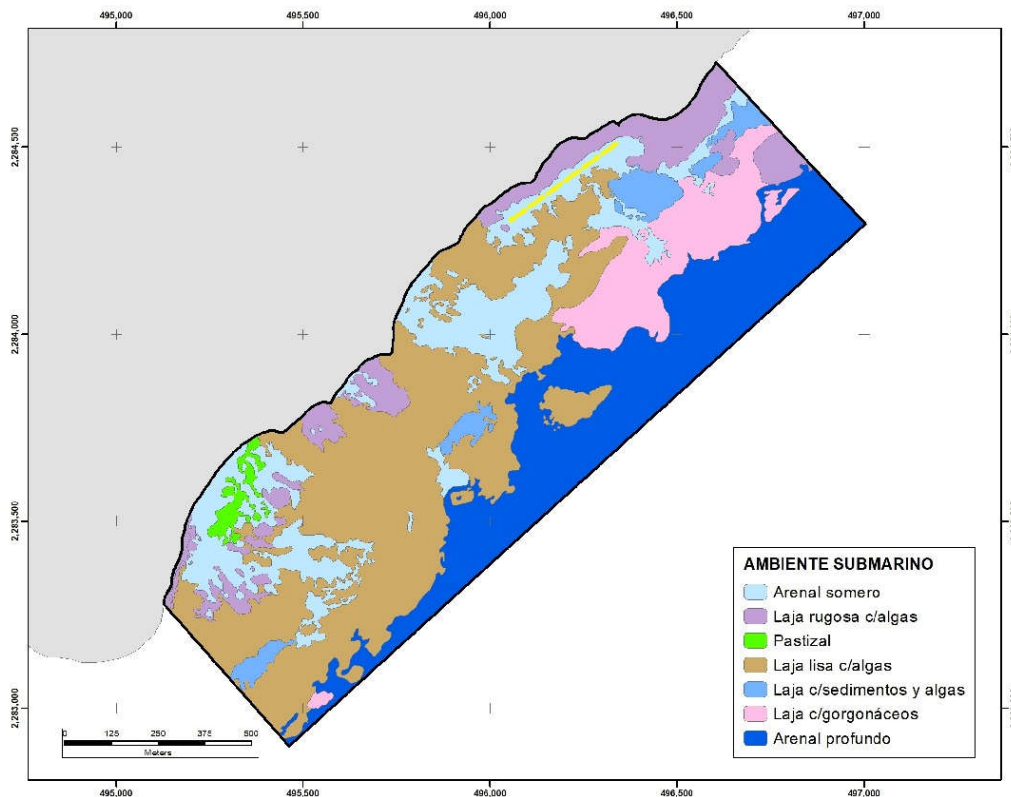 495,000 495,500 496,000 496,500 497,000
2,284,500
2,284,000
2,283,500
2,283,000
AMBIENTE SUBMARINO
Arenal somero
Laja rugosa c/algas
Pastizal
Laja lisa c/algas
Laja c/sedimentos y algas
Laja c/gorgonáceos
Arenal profundo
0 125 250 375 500
Meters
495,000 495,500 496,000 496,500 497,000